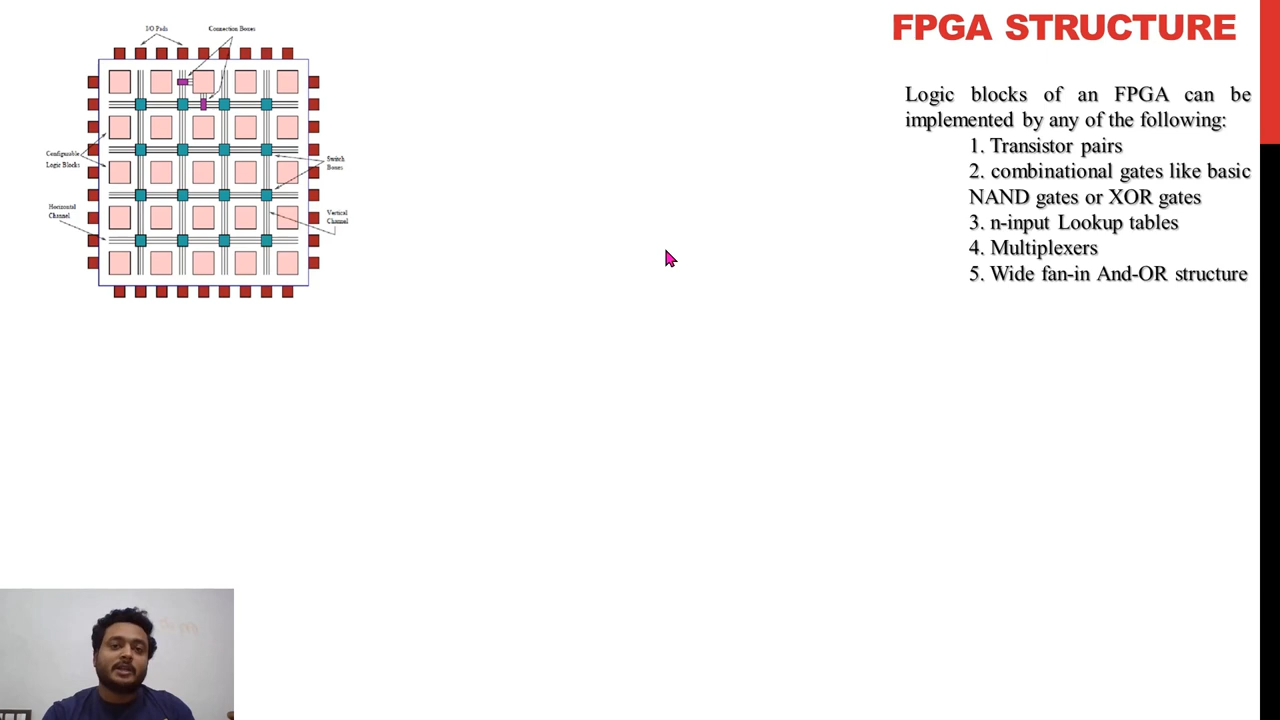 FPGA STRUCTURE
I/O Pads
Connection Boxes
Configurable
Logic Blocks
Switch
Boxes
Horizontal
Channel
Vertical
Channel
Logic blocks of an FPGA can be
implemented by any of the following:
1. Transistor pairs
2. combinational gates like basic
NAND gates or XOR gates
3. n-input Lookup tables
4. Multiplexers
5. Wide fan-in And-OR structure